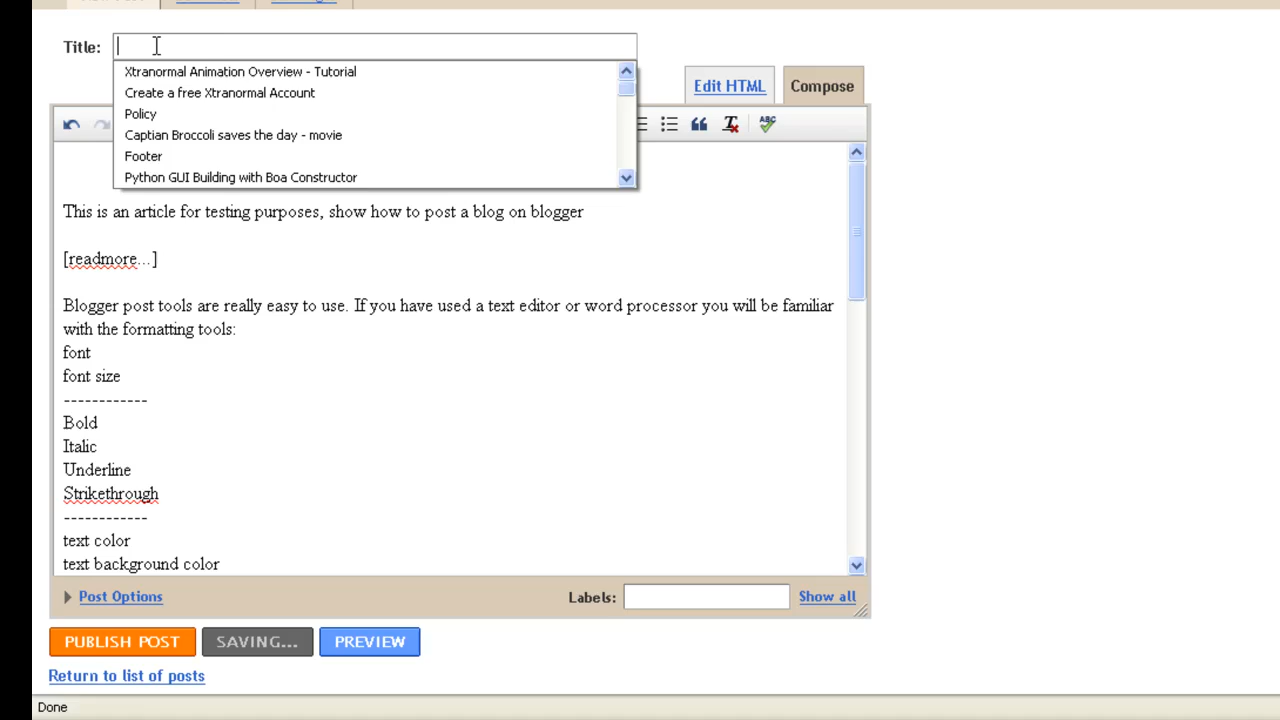 Title:
Xtranormal Animation Overview - Tutorial
Create a free Xtranormal Account
Policy
Captian Broccoli saves the day - movie
Footer
Python GUI Building with Boa Constructor
Edit HTML
Compose
ABC
This is an article for testing purposes, show how to post a blog on blogger
[readmore...]
Blogger post tools are really easy to use. If you have used a text editor or word processor you will be familiar
with the formatting tools:
font
font size
------------
Bold
Italic
Underline
Strikethrough
------------
text color
text background color
Post Options
Labels:
Show all
PUBLISH POST
SAVING...
PREVIEW
Return to list of posts
Done